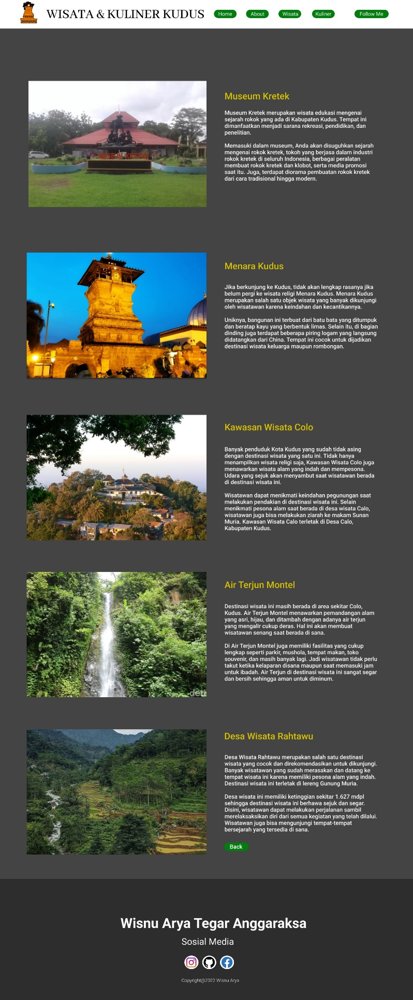 WISATA & KULINER KUDUS
Home
About
Wisata
Kuliner
Follow Me
Museum Kretek
Museum Kretek merupakan wisata edukasi mengenai
sejarah rokok yang ada di Kabupaten Kudus. Tempat ini
dimanfaatkan menjadi sarana rekreasi, pendidikan, dan
penelitian.
Memasuki dalam museum, Anda akan disuguhkan sejarah
mengenai rokok kretek, tokoh yang berjasa dalam industri
rokok kretek di seluruh Indonesia, berbagai peralatan
membuat rokok kretek dan klobot, serta media promosi
saat itu. Juga, terdapat diorama pembuatan rokok kretek
dari cara tradisional hingga modern.
MUSEUM KRETEK
Menara Kudus
Jika berkunjung ke Kudus, tidak akan lengkap rasanya jika
belum pergi ke wisata religi Menara Kudus. Menara Kudus
merupakan salah satu objek wisata yang banyak dikunjungi
oleh wisatawan karena keindahan dan kecantikannya.
Uniknya, bangunan ini terbuat dari batu bata yang ditumpuk
dan beratap kayu yang berbentuk limas. Selain itu, di bagian
dinding juga terdapat beberapa piring logam yang langsung
didatangkan dari China. Tempat ini cocok untuk dijadikan
destinasi wisata keluarga maupun rombongan.
Kawasan Wisata Colo
Banyak penduduk Kota Kudus yang sudah tidak asing
dengan destinasi wisata yang satu ini. Tidak hanya
menampilkan wisata religi saja, Kawasan Wisata Colo juga
menawarkan wisata alam yang indah dan mempesona.
Udara yang sejuk akan menyambut saat wisatawan berada
di destinasi wisata ini.
Wisatawan dapat menikmati keindahan pegunungan saat
melakukan pendakian di destinasi wisata ini. Selain
menikmati pesona alam saat berada di desa wisata Calo,
wisatawan juga bisa melakukan ziarah ke makam Sunan
Muria. Kawasan Wisata Calo terletak di Desa Calo,
Kabupaten Kudus.
Air Terjun Montel
Destinasi wisata ini masih berada di area sekitar Colo,
Kudus. Air Terjun Montel menawarkan pemandangan alam
yang asri, hijau, dan ditambah dengan adanya air terjun
yang mengalir cukup deras. Hal ini akan membuat
wisatawan senang saat berada di sana.
Di Air Terjun Montel juga memiliki fasilitas yang cukup
lengkap seperti parkir, mushola, tempat makan, toko
souvenir, dan masih banyak lagi. Jadi wisatawan tidak perlu
takut ketika kelaparan disana maupun saat memasuki jam
untuk ibadah. Air Terjun di destinasi wisata ini sangat segar
dan bersih sehingga aman untuk diminum.
Desa Wisata Rahtawu
Desa Wisata Rahtawu merupakan salah satu destinasi
wisata yang cocok dan direkomendasikan untuk dikunjungi.
Banyak wisatawan yang sudah merasakan dan datang ke
tempat wisata ini karena memiliki pesona alam yang indah.
Destinasi wisata ini terletak di lereng Gunung Muria.
Desa wisata ini memiliki ketinggian sekitar 1.627 mdpl
sehingga destinasi wisata ini berhawa sejuk dan segar.
Disini, wisatawan dapat melakukan perjalanan sambil
merelaksaksikan diri dari semua kegiatan yang telah dilalui.
Wisatawan juga bisa mengunjungi tempat-tempat
bersejarah yang tersedia di sana.
Back
Wisnu Arya Tegar Anggaraksa
Sosial Media
Copyright@2022 Wisnu Arya